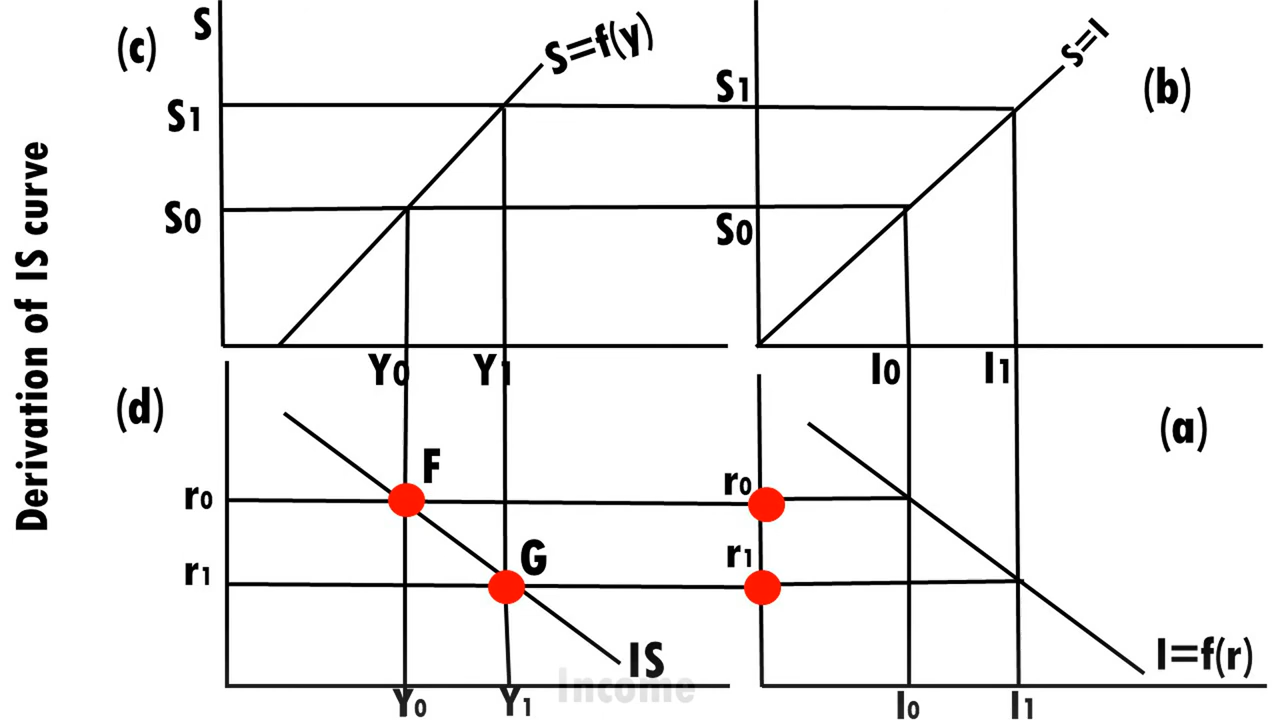 Derivation of IS curve
(c)
S
S=f(y)
S1
S0
Y0
Y1
S=I
(b)
S1
S0
I0
I1
(d)
F
r0
G
r1
IS
Income
Y0
Y1
(a)
r0
r1
I=f(r)
I0
I1